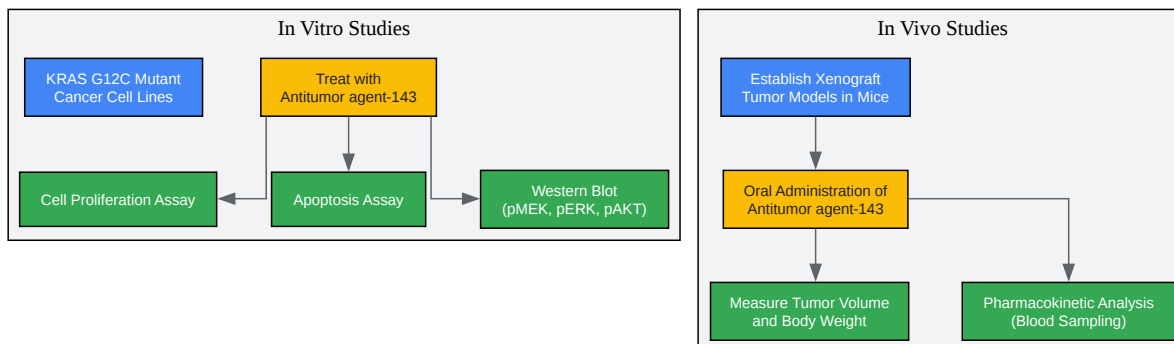 In Vitro Studies
KRAS G12C Mutant
Cancer Cell Lines
Treat with
Antitumor agent-143
Cell Proliferation Assay
Apoptosis Assay
Western Blot
(pMEK, pERK, pAKT)
In Vivo Studies
Establish Xenograft
Tumor Models in Mice
Oral Administration of
Antitumor agent-143
Measure Tumor Volume
and Body Weight
Pharmacokinetic Analysis
(Blood Sampling)